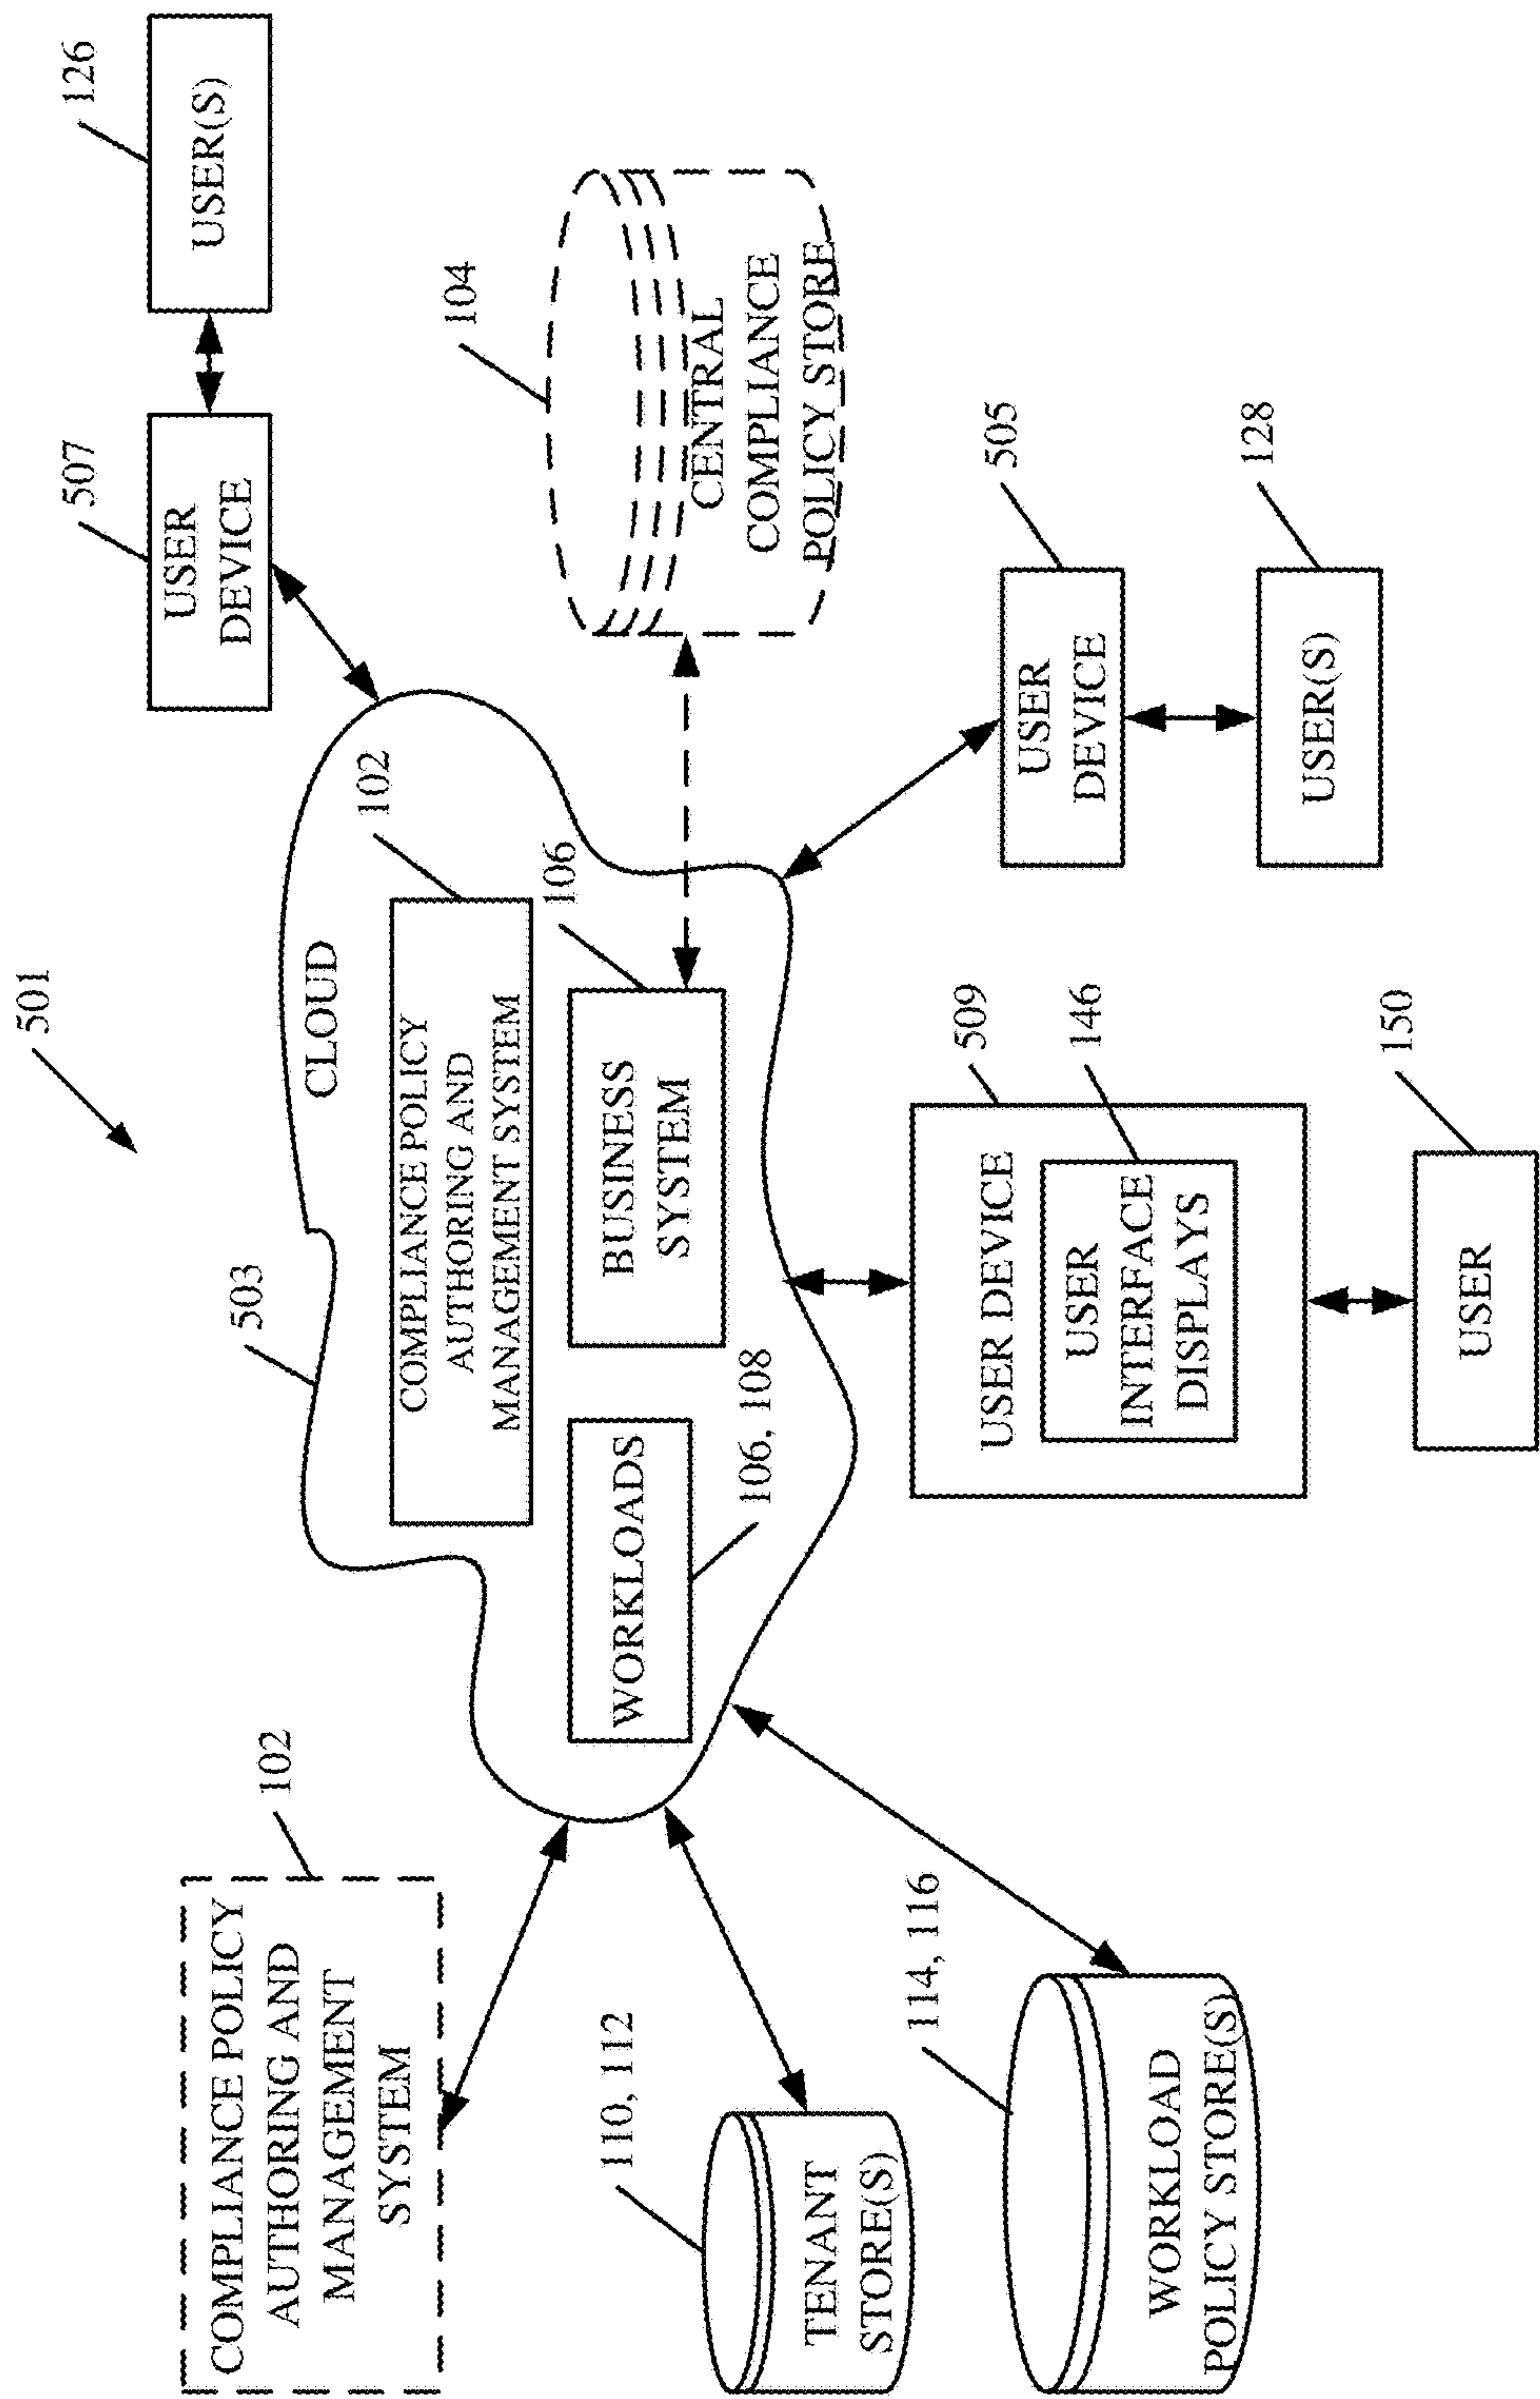 501
503
CLOUD
102
COMPLIANCE POLICY
AUTHORING AND
MANAGEMENT SYSTEM
106
BUSINESS
SYSTEM
WORKLOADS
106, 108
102
COMPLIANCE POLICY
AUTHORING AND
MANAGEMENT
SYSTEM
110, 112
TENANT
STORE(S)
114, 116
WORKLOAD
POLICY STORE(S)
507
USER
DEVICE
126
USER(S)
104
CENTRAL
COMPLIANCE
POLICY STORE
505
USER
DEVICE
128
USER(S)
509
USER DEVICE
146
USER
INTERFACE
DISPLAYS
150
USER